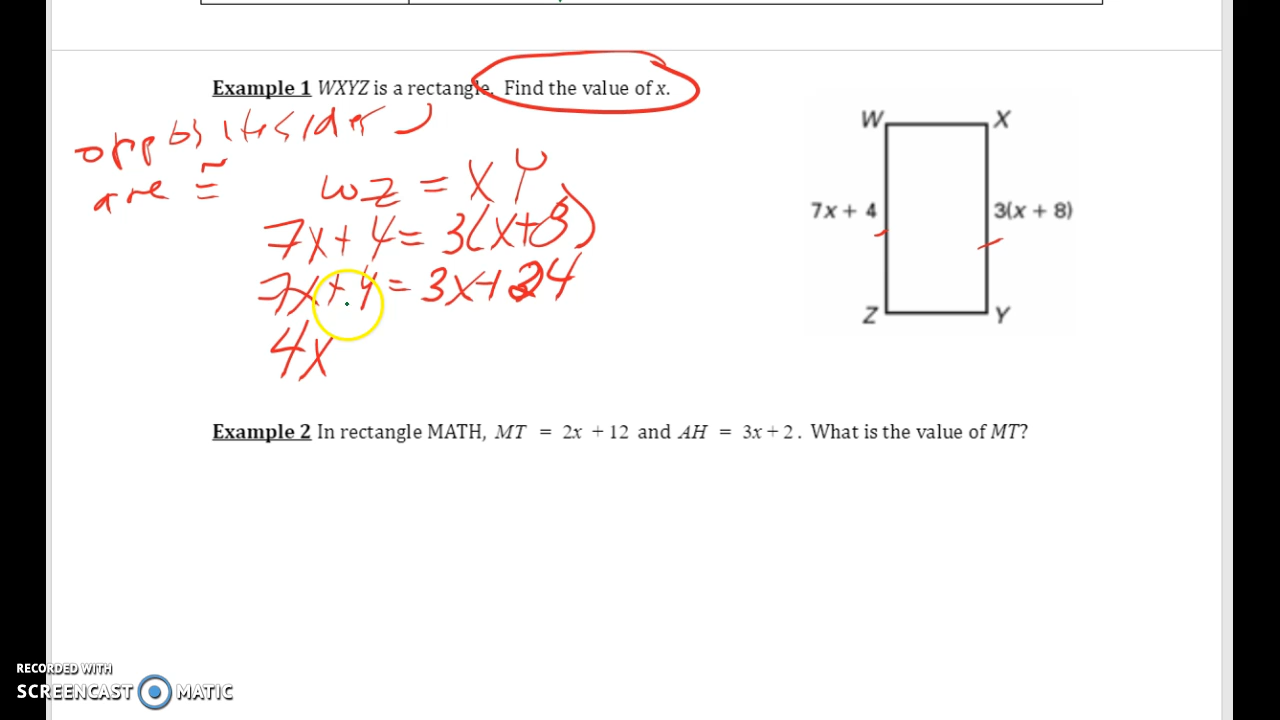 Example 1 WXYZ is a rectangle. Find the value of x.
opposite sides
are ≅
WZ = XY
7x + 4 = 3(x+8)
7x + 4 = 3x + 24
4x
W X
7x + 4 3(x + 8)
Z Y
Example 2 In rectangle MATH, MT = 2x + 12 and AH = 3x + 2. What is the value of MT?
RECORDED WITH
SCREENCAST MATIC